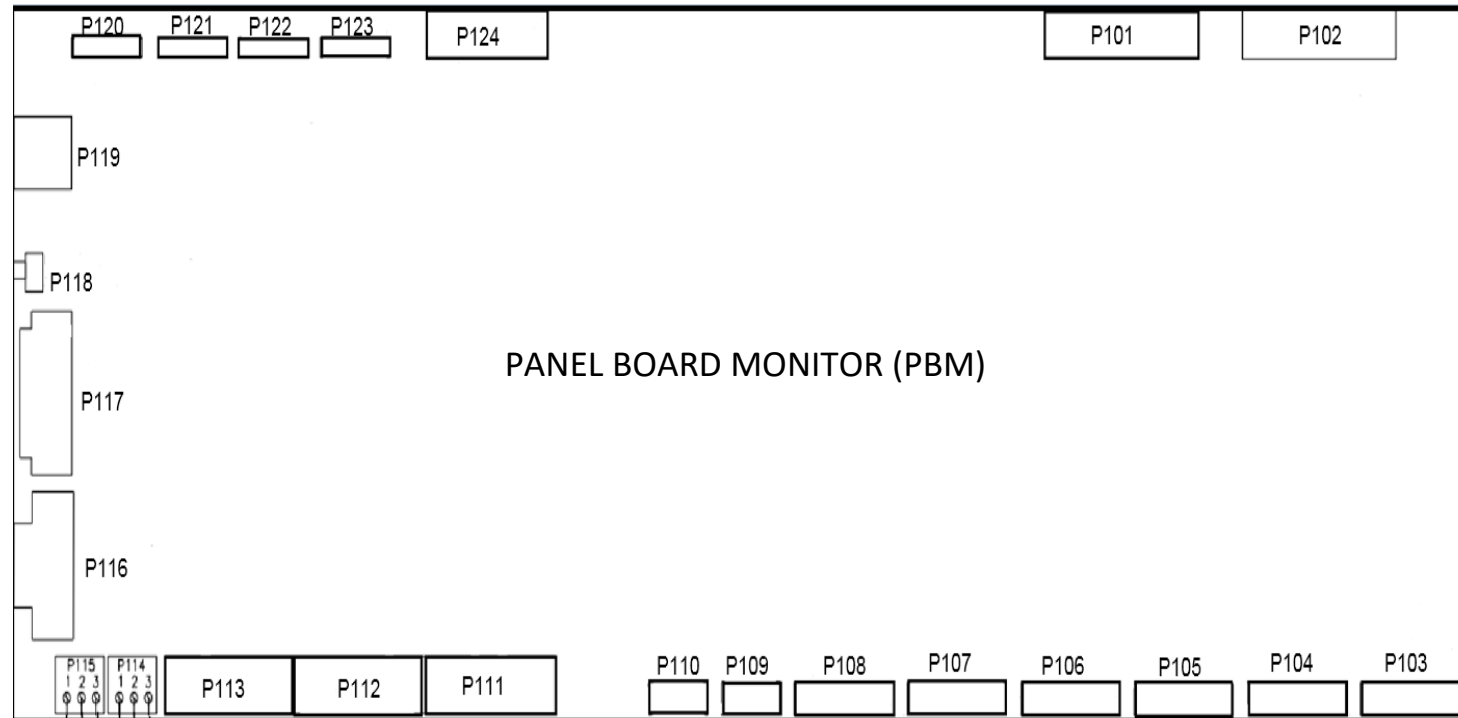 P120 P121 P122 P123 P124 P101 P102
P119
P118
PANEL BOARD MONITOR (PBM)
P117
P116
P115 P114 P113 P112 P111 P110 P109 P108 P107 P106 P105 P104 P103
1 2 3 1 2 3